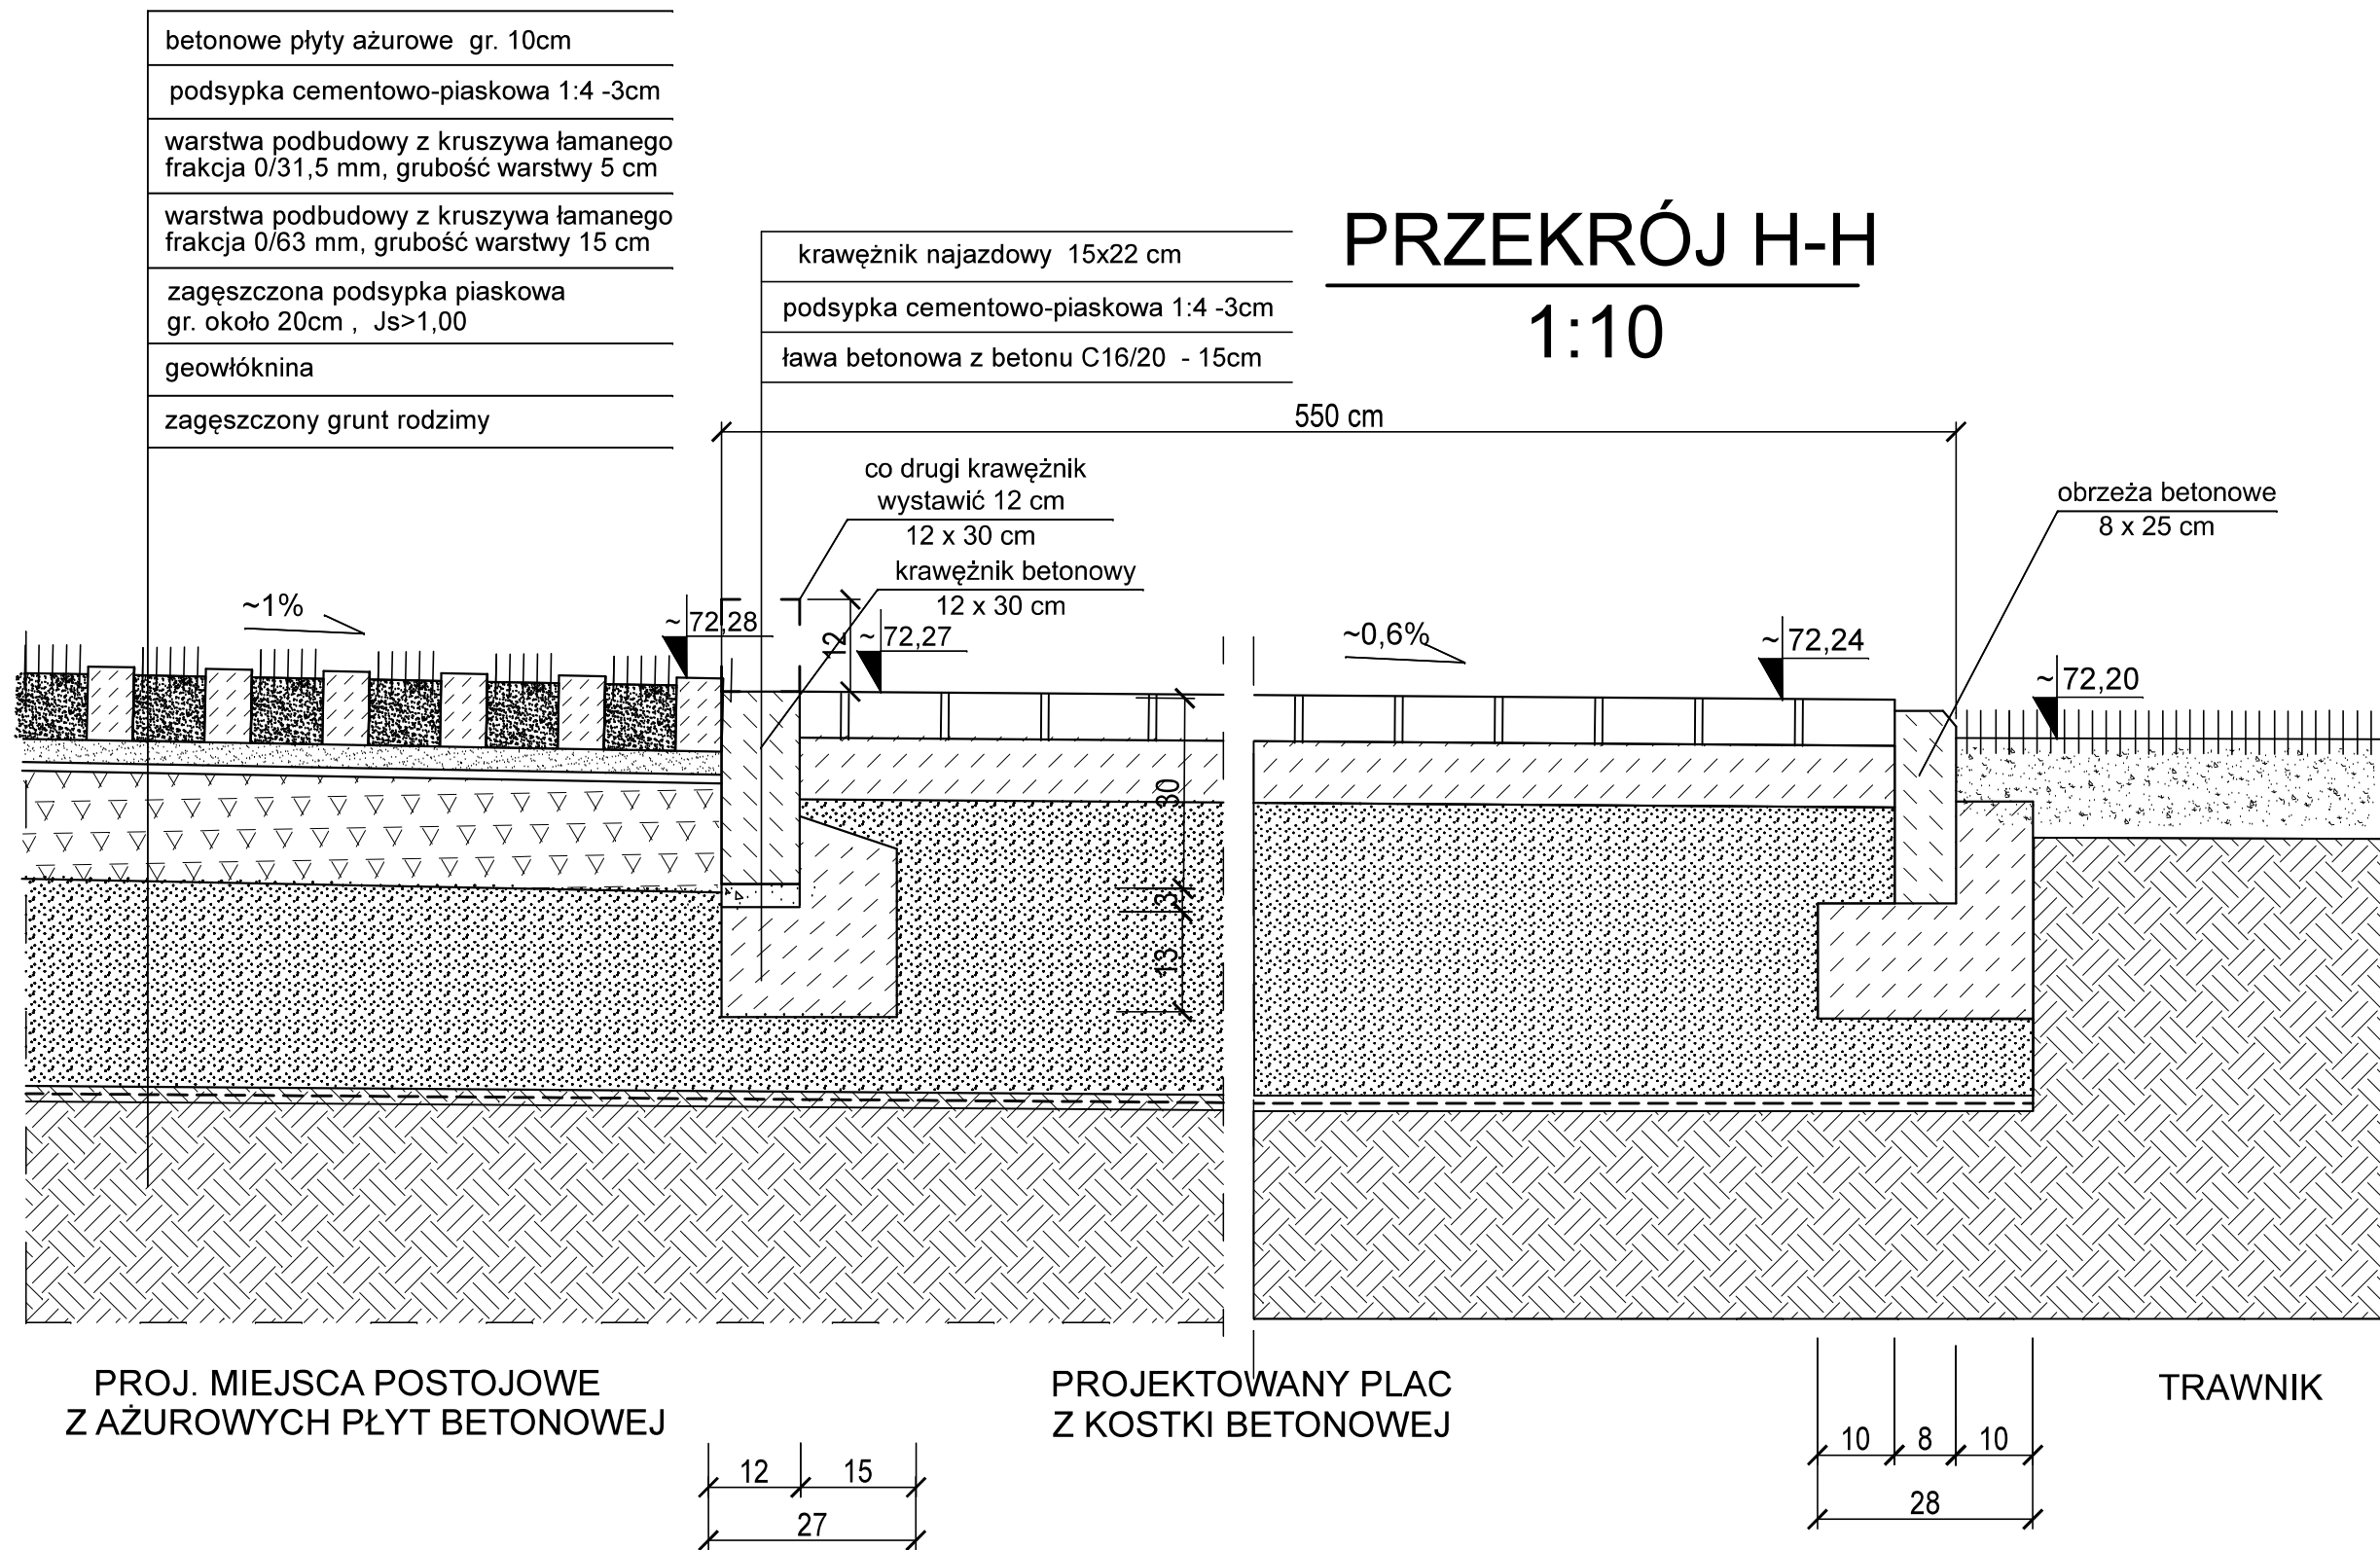 betonowe płyty ażurowe gr. 10cm
podsypka cementowo-piaskowa 1:4 -3cm
warstwa podbudowy z kruszywa łamanego
frakcja 0/31,5 mm, grubość warstwy 5 cm
warstwa podbudowy z kruszywa łamanego
frakcja 0/63 mm, grubość warstwy 15 cm
zagęszczona podsypka piaskowa
gr. około 20cm , Js>1,00
geowłóknina
zagęszczony grunt rodzimy
krawężnik najazdowy 15x22 cm
podsypka cementowo-piaskowa 1:4 -3cm
ława betonowa z betonu C16/20 - 15cm
PRZEKRÓJ H-H
1:10
550 cm
co drugi krawężnik
wystawić 12 cm
12 x 30 cm
krawężnik betonowy
12 x 30 cm
obrzeża betonowe
8 x 25 cm
~1%
~ 72,28
12
~ 72,27
~0,6%
~ 72,24
~ 72,20
30
3
13
PROJ. MIEJSCA POSTOJOWE
Z AŻUROWYCH PŁYT BETONOWEJ
PROJEKTOWANY PLAC
Z KOSTKI BETONOWEJ
TRAWNIK
12 15
27
10 8 10
28